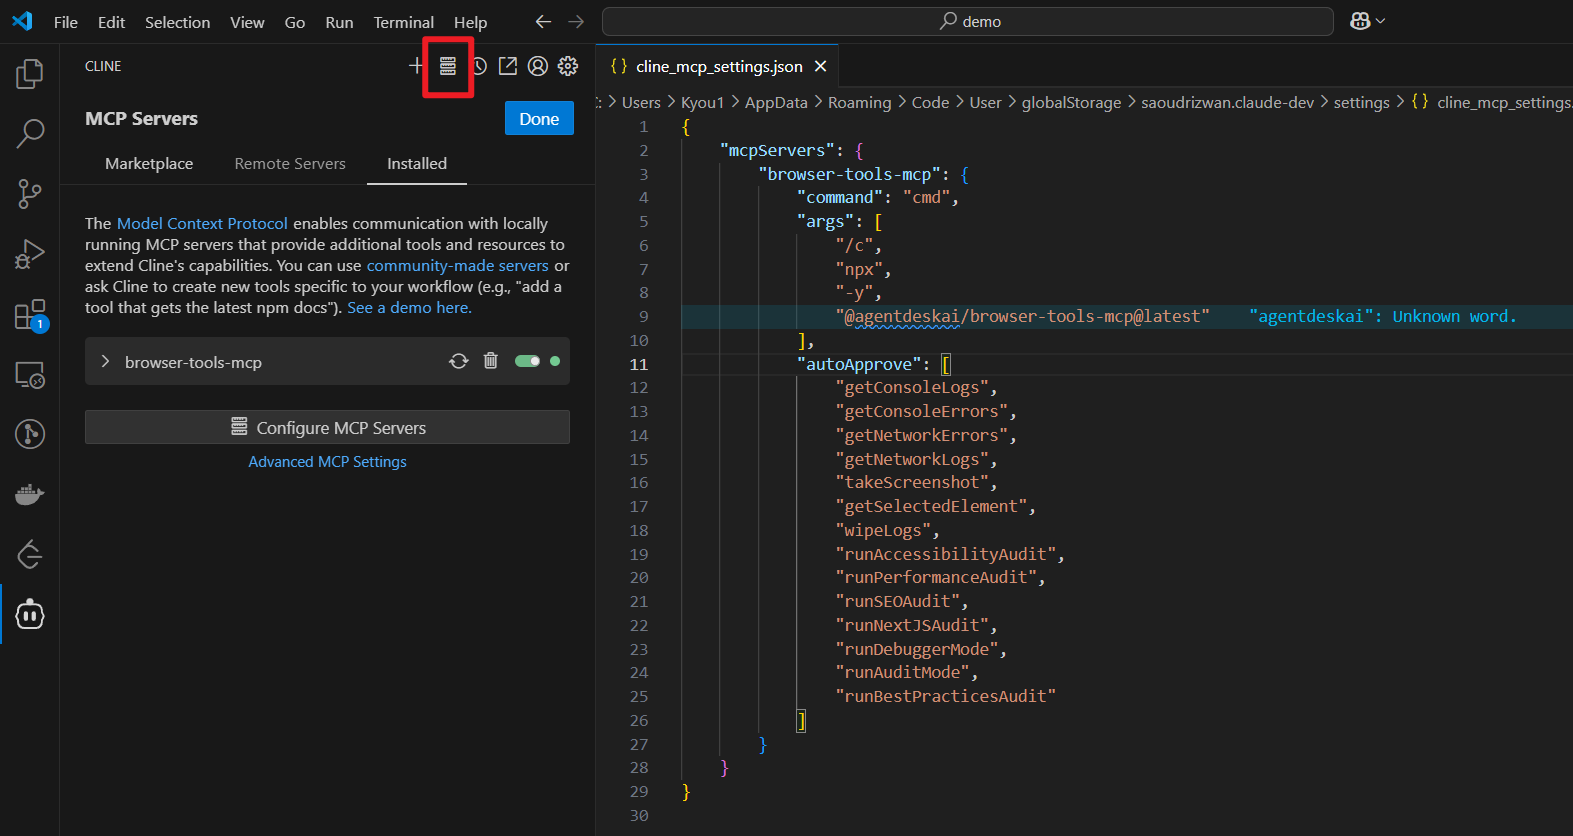 File Edit Selection View Go Run Terminal Help
demo
CLINE
MCP Servers
Done
Marketplace Remote Servers Installed
The Model Context Protocol enables communication with locally
running MCP servers that provide additional tools and resources to
extend Cline's capabilities. You can use community-made servers or
ask Cline to create new tools specific to your workflow (e.g., "add a
tool that gets the latest npm docs"). See a demo here.
browser-tools-mcp
Configure MCP Servers
Advanced MCP Settings
1
{} cline_mcp_settings.json
: > Users > Kyou1 > AppData > Roaming > Code > User > globalStorage > saoudrizwan.claude-dev > settings > {} cline_mcp_settings.
1 {
2 "mcpServers": {
3 "browser-tools-mcp": {
4 "command": "cmd",
5 "args": [
6 "/c",
7 "npx",
8 "-y",
9 "@agentdeskai/browser-tools-mcp@latest" "agentdeskai": Unknown word.
10 ],
11 "autoApprove": [
12 "getConsoleLogs",
13 "getConsoleErrors",
14 "getNetworkErrors",
15 "getNetworkLogs",
16 "takeScreenshot",
17 "getSelectedElement",
18 "wipeLogs",
19 "runAccessibilityAudit",
20 "runPerformanceAudit",
21 "runSEOAudit",
22 "runNextJSAudit",
23 "runDebuggerMode",
24 "runAuditMode",
25 "runBestPracticesAudit"
26 ]
27 }
28 }
29 }
30